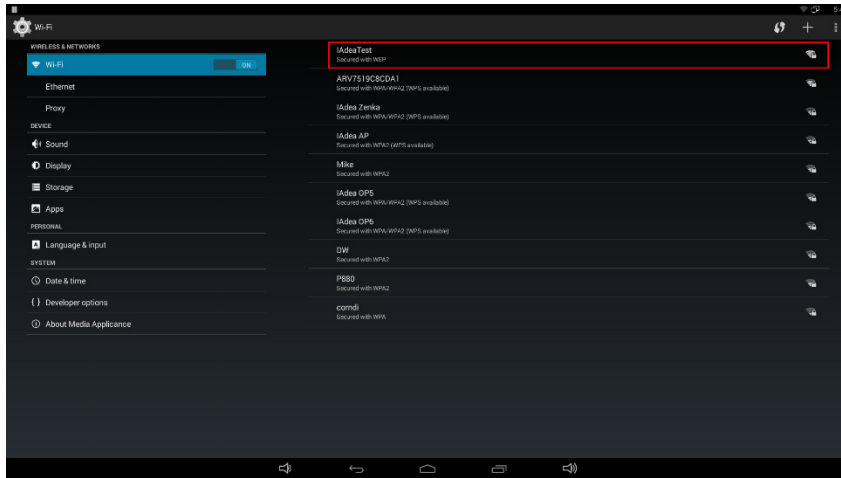 Wi-Fi
WIRELESS & NETWORKS
Wi-Fi
ON
Ethernet
Proxy
DEVICE
Sound
Display
Storage
Apps
PERSONAL
A Language & input
SYSTEM
Date & time
{ } Developer options
About Media Applicance
IAdeaTest
Secured with WEP
ARV7519C8CDA1
Secured with WPA/WPA2 (WPS available)
IAdea Zenka
Secured with WPA/WPA2 (WPS available)
IAdea AP
Secured with WPA2 (WPS available)
Mike
Secured with WPA2
IAdea OP5
Secured with WPA/WPA2 (WPS available)
IAdea OP6
Secured with WPA/WPA2 (WPS available)
DW
Secured with WPA2
P880
Secured with WPA2
comdi
Secured with WPA